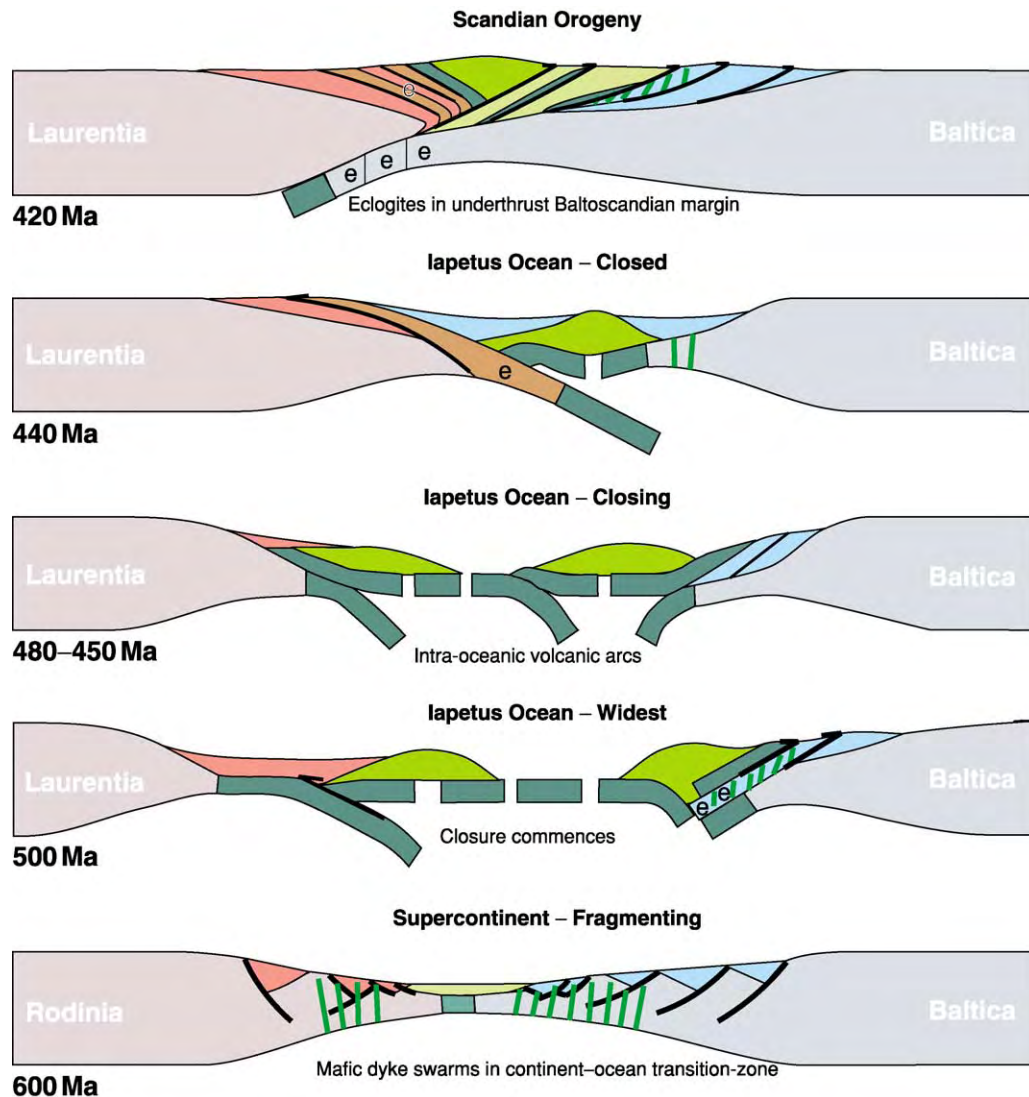 Scandian Orogeny
Laurentia
Baltica
e
e
e
e
Eclogites in underthrust Baltoscandian margin
420 Ma
Iapetus Ocean – Closed
Laurentia
Baltica
e
440 Ma
Iapetus Ocean – Closing
Laurentia
Baltica
480–450 Ma
Intra-oceanic volcanic arcs
Iapetus Ocean – Widest
Laurentia
Baltica
e
e
Closure commences
500 Ma
Supercontinent – Fragmenting
Rodinia
Baltica
Mafic dyke swarms in continent–ocean transition-zone
600 Ma